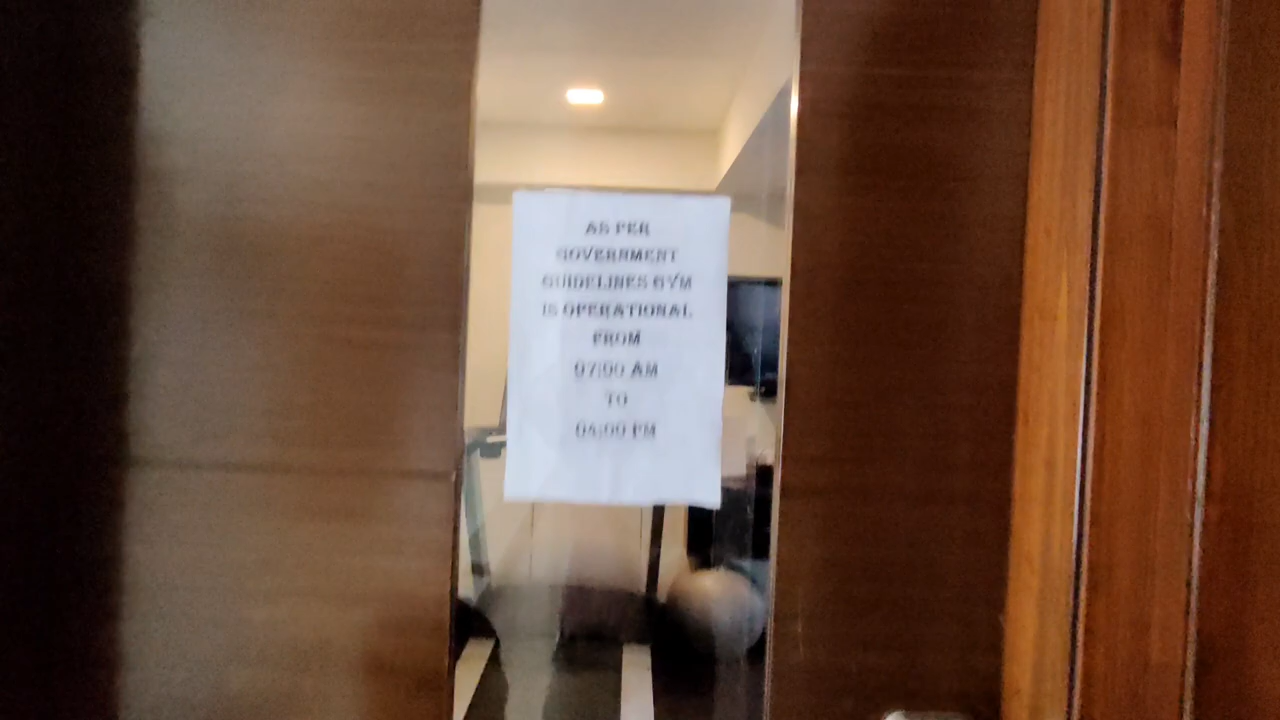 AS PER
GOVERNMENT
GUIDELINES GYM
IS OPERATIONAL
FROM
07:00 AM
TO
04:00 PM